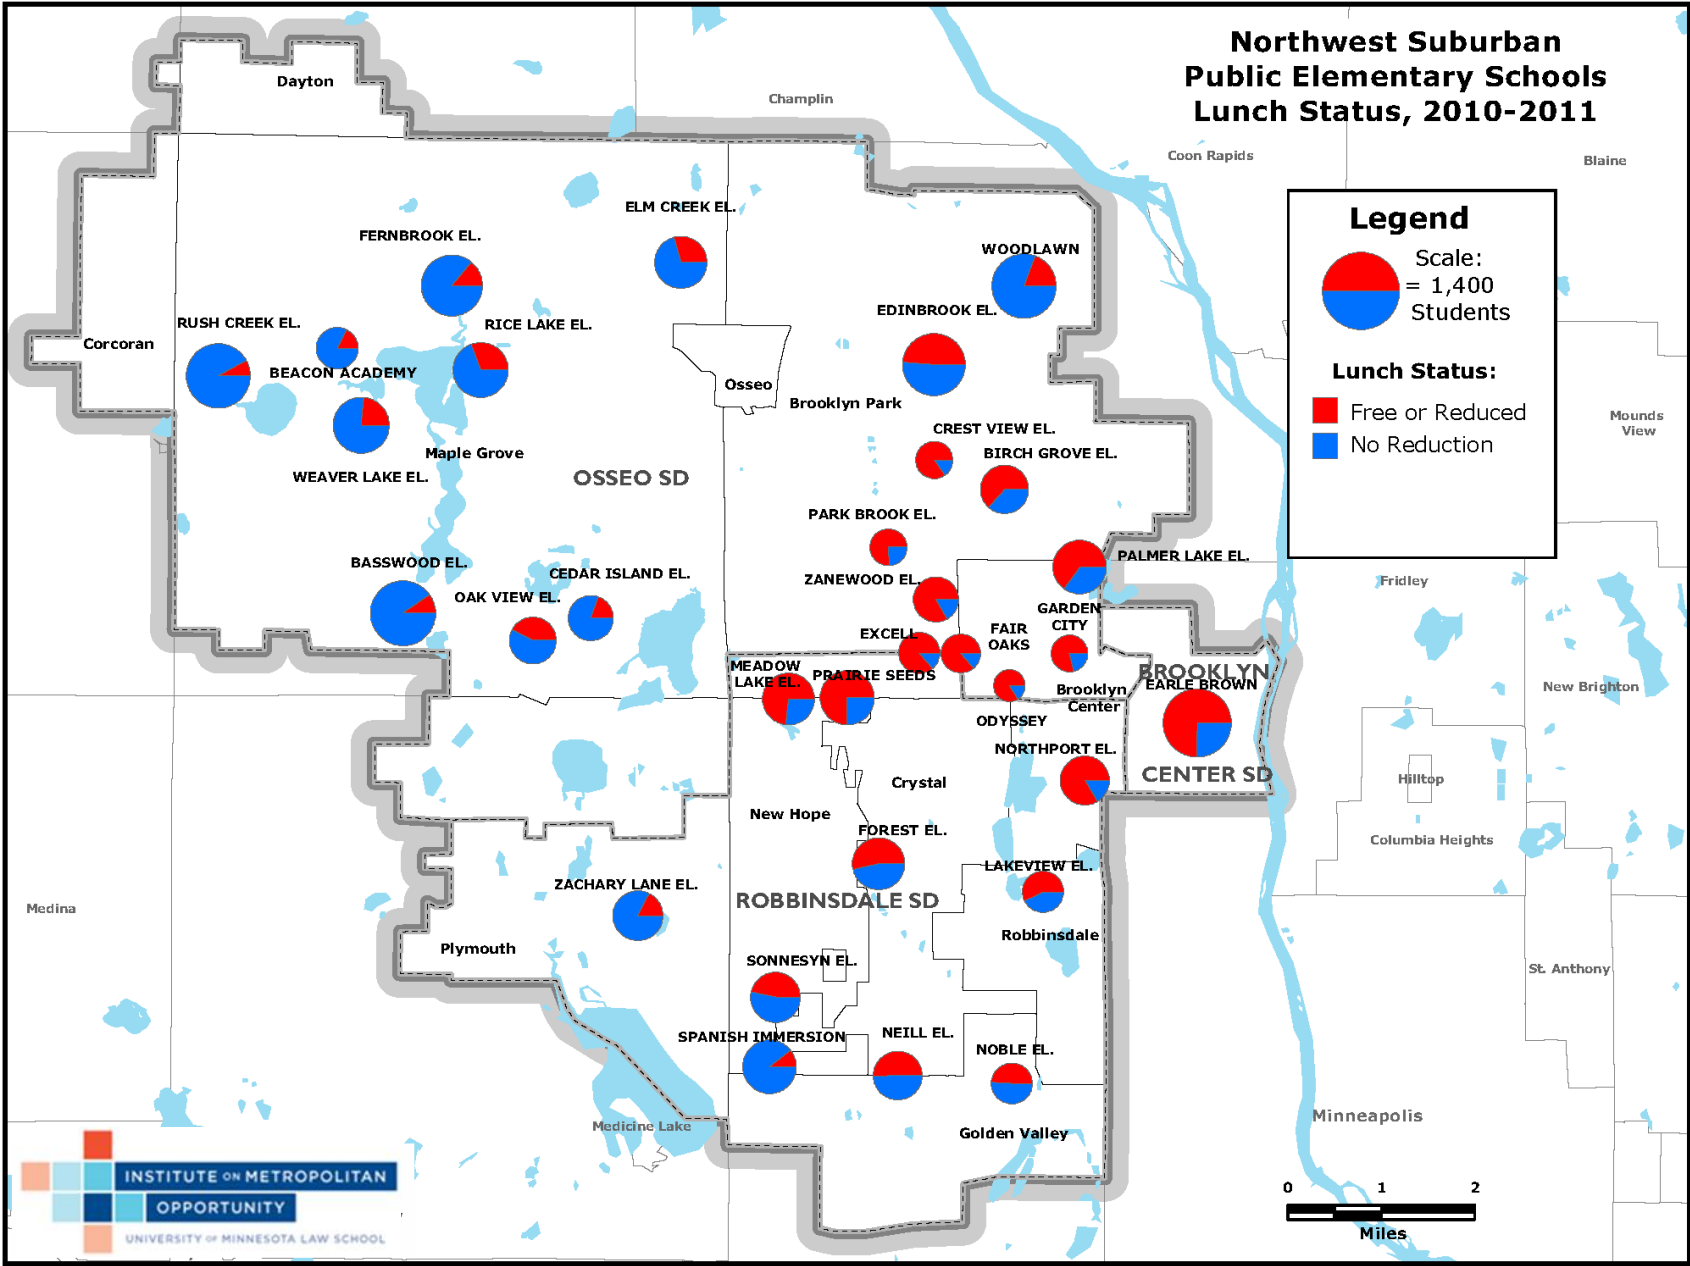 Northwest Suburban
Public Elementary Schools
Lunch Status, 2010-2011
Dayton
Champlin
Coon Rapids
Blaine
Legend
Scale:
= 1,400
Students
Lunch Status:
Free or Reduced
No Reduction
ELM CREEK EL.
FERNBROOK EL.
WOODLAWN
EDINBROOK EL.
RUSH CREEK EL.
RICE LAKE EL.
Corcoran
BEACON ACADEMY
Osseo
Brooklyn Park
Mounds
View
CREST VIEW EL.
BIRCH GROVE EL.
Maple Grove
WEAVER LAKE EL.
OSSEO SD
PARK BROOK EL.
PALMER LAKE EL.
BASSWOOD EL.
CEDAR ISLAND EL.
ZANEWOOD EL.
Fridley
OAK VIEW EL.
GARDEN
CITY
EXCELL
FAIR
OAKS
MEADOW
LAKE EL.
PRAIRIE SEEDS
BROOKLYN
EARLE BROWN
New Brighton
Brooklyn
Center
ODYSSEY
NORTHPORT EL.
CENTER SD
Hilltop
Crystal
New Hope
FOREST EL.
Columbia Heights
LAKEVIEW EL.
ZACHARY LANE EL.
ROBBINSDALE SD
Medina
Robbinsdale
Plymouth
SONNESYN EL.
St. Anthony
SPANISH IMMERSION
NEILL EL.
NOBLE EL.
Medicine Lake
Golden Valley
Minneapolis
INSTITUTE ON METROPOLITAN
OPPORTUNITY
UNIVERSITY OF MINNESOTA LAW SCHOOL
0 1 2
Miles